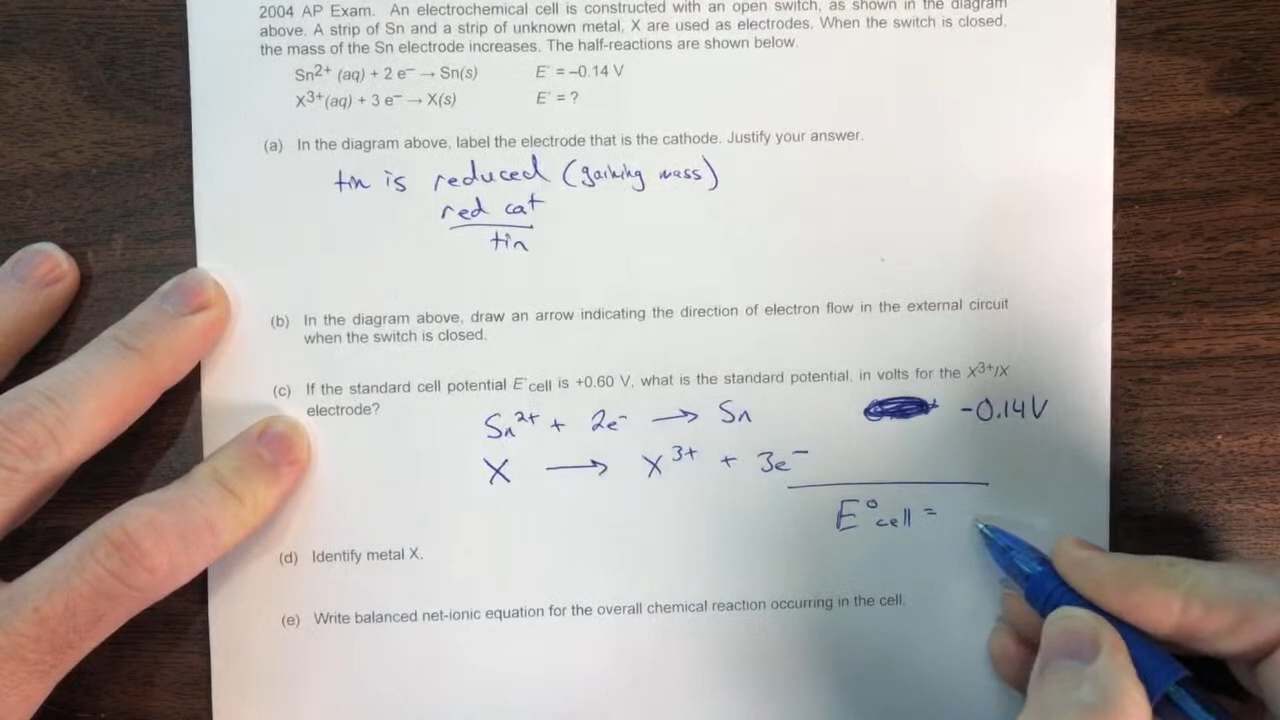 2004 AP Exam. An electrochemical cell is constructed with an open switch, as shown in the diagram
above. A strip of Sn and a strip of unknown metal, X are used as electrodes. When the switch is closed,
the mass of the Sn electrode increases. The half-reactions are shown below.
Sn2+ (aq) + 2 e– → Sn(s) E° = –0.14 V
X3+(aq) + 3 e– → X(s) E° = ?
(a) In the diagram above, label the electrode that is the cathode. Justify your answer.
tin is reduced (gaining mass)
red cat
tin
(b) In the diagram above, draw an arrow indicating the direction of electron flow in the external circuit
when the switch is closed.
(c) If the standard cell potential E°cell is +0.60 V, what is the standard potential, in volts for the X3+/X
electrode?
Sn2+ + 2e– → Sn -0.14V
X → X3+ + 3e–
E°cell =
(d) Identify metal X.
(e) Write balanced net-ionic equation for the overall chemical reaction occurring in the cell.